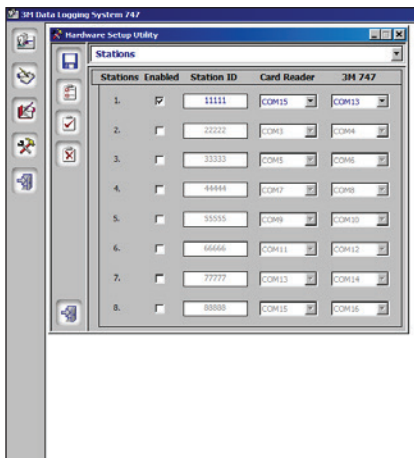 3M Data Logging System 747
Hardware Setup Utility
Stations
Stations Enabled Station ID Card Reader 3M 747
1. 11111 COM15 COM13
2. 22222 COM3 COM4
3. 33333 COM5 COM6
4. 44444 COM7 COM8
5. 55555 COM9 COM10
6. 66666 COM11 COM12
7. 77777 COM13 COM14
8. 88888 COM15 COM16